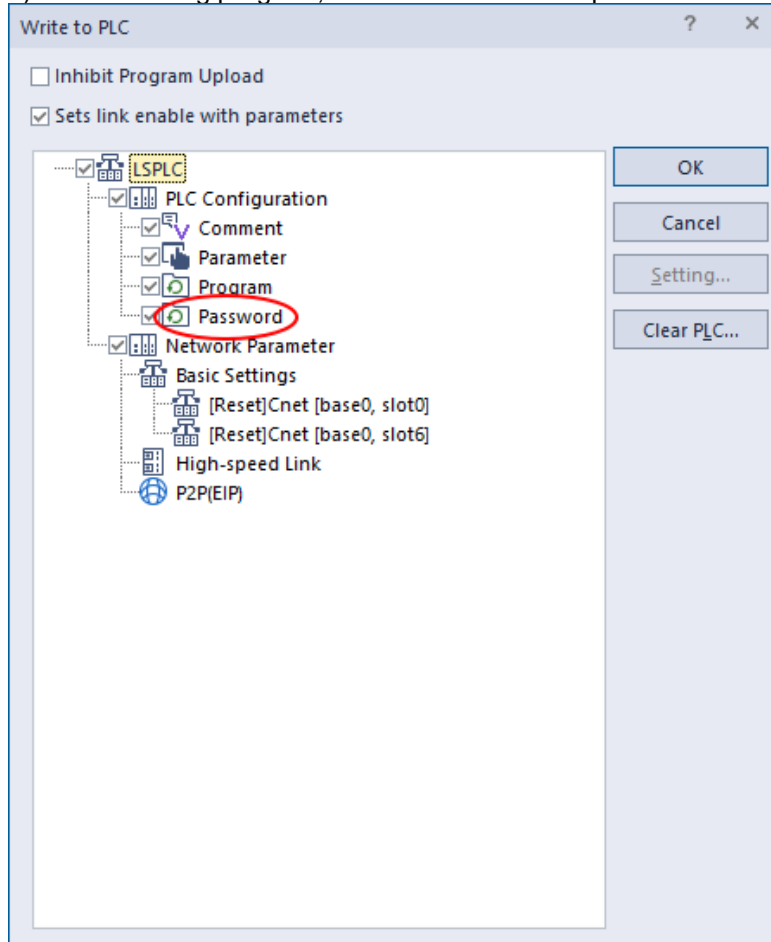 Write to PLC ? ×
Inhibit Program Upload
Sets link enable with parameters
LSPLC
OK
PLC Configuration
Comment
Cancel
Parameter
Setting...
Program
Password
Clear PLC...
Network Parameter
Basic Settings
[Reset]Cnet [base0, slot0]
[Reset]Cnet [base0, slot6]
High-speed Link
P2P(EIP)